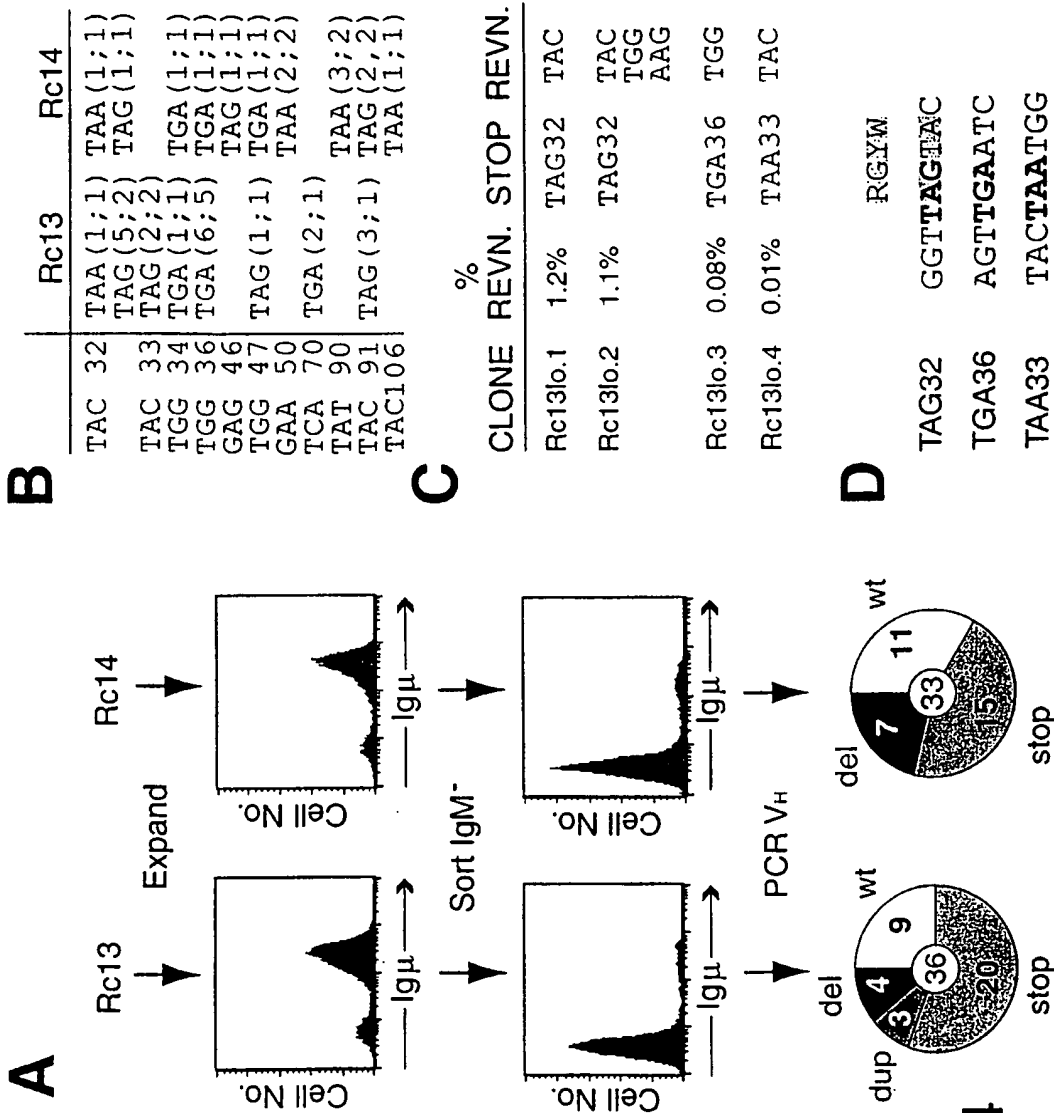 A
Rc13 Rc14
Expand
Cell No. Cell No.
Igμ Igμ
Sort IgM⁻
Cell No. Cell No.
Igμ Igμ
PCR VH
del wt dup stop
36 9 4 3 20
del wt stop
33 11 7 15
B
Rc13 Rc14
TAC 32 TAA(1;1) TAA(1;1)
TAG(5;2) TAG(1;1)
TAC 33 TAG(2;2)
TGG 34 TGA(1;1) TGA(1;1)
TGG 36 TGA(6;5) TGA(1;1)
GAG 46 TAG(1;1)
TGG 47 TAG(1;1) TGA(1;1)
GAA 50 TAA(2;2)
TCA 70 TGA(2;1)
TAT 90 TAA(3;2)
TAC 91 TAG(3;1) TAG(2;2)
TAC106 TAA(1;1)
C
%
CLONE REVN. STOP REVN.
Rc13lo.1 1.2% TAG32 TAC
Rc13lo.2 1.1% TAG32 TAC
TGG
AAG
Rc13lo.3 0.08% TGA36 TGG
Rc13lo.4 0.01% TAA33 TAC
D
RGYW
TAG32 GGTTAGTAC
TGA36 AGTTGAATC
TAA33 TACTAATGG